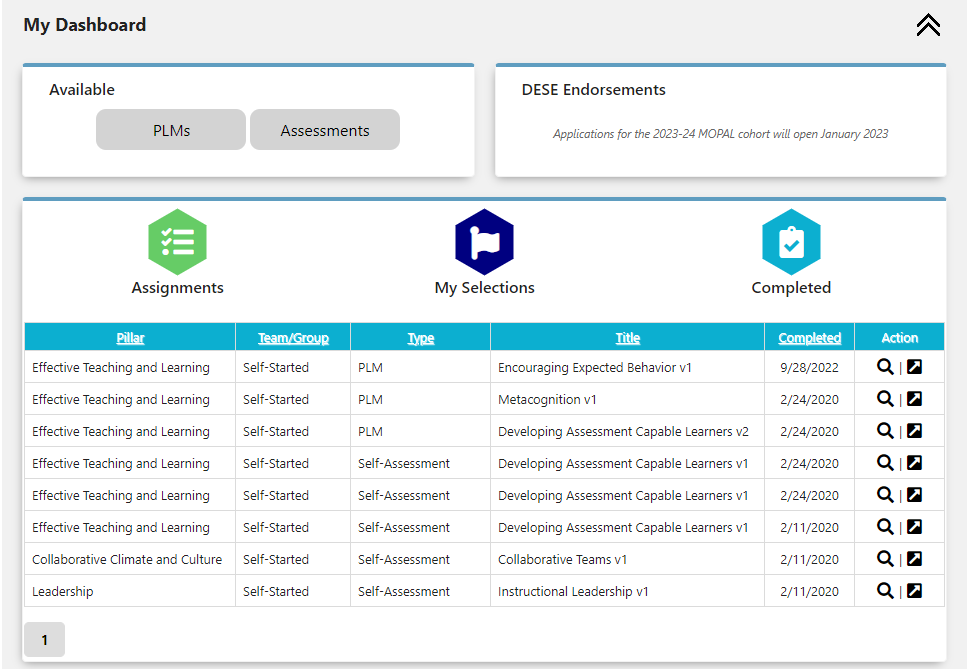 My Dashboard
Available
PLMs Assessments
DESE Endorsements
Applications for the 2023-24 MOPAL cohort will open January 2023
Assignments My Selections Completed
Pillar Team/Group Type Title Completed Action
Effective Teaching and Learning Self-Started PLM Encouraging Expected Behavior v1 9/28/2022 |
Effective Teaching and Learning Self-Started PLM Metacognition v1 2/24/2020 |
Effective Teaching and Learning Self-Started PLM Developing Assessment Capable Learners v2 2/24/2020 |
Effective Teaching and Learning Self-Started Self-Assessment Developing Assessment Capable Learners v1 2/24/2020 |
Effective Teaching and Learning Self-Started Self-Assessment Developing Assessment Capable Learners v1 2/24/2020 |
Effective Teaching and Learning Self-Started Self-Assessment Developing Assessment Capable Learners v1 2/11/2020 |
Collaborative Climate and Culture Self-Started Self-Assessment Collaborative Teams v1 2/11/2020 |
Leadership Self-Started Self-Assessment Instructional Leadership v1 2/11/2020 |
1